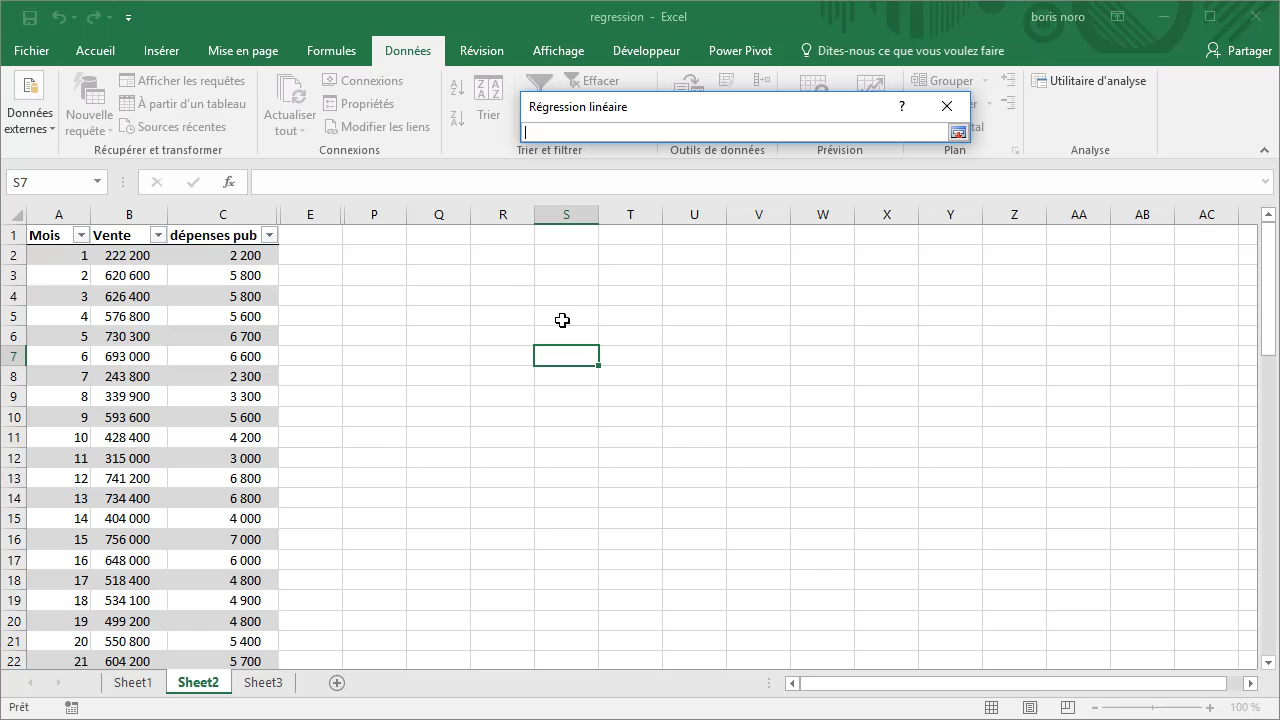 regression - Excel
boris noro
Fichier Accueil Insérer Mise en page Formules Données Révision Affichage Développeur Power Pivot Dites-nous ce que vous voulez faire Partager
Données externes
Nouvelle requête
Afficher les requêtes
À partir d'un tableau
Sources récentes
Récupérer et transformer
Actualiser tout
Connexions
Propriétés
Modifier les liens
Connexions
Trier
Effacer
Trier et filtrer
Outils de données
Prévision
Grouper
Plan
Utilitaire d'analyse
Analyse
Régression linéaire ?
S7 fx
A B C E P Q R S T U V W X Y Z AA AB AC
1 Mois Vente dépenses pub
2 1 222 200 2 200
3 2 620 600 5 800
4 3 626 400 5 800
5 4 576 800 5 600
6 5 730 300 6 700
7 6 693 000 6 600
8 7 243 800 2 300
9 8 339 900 3 300
10 9 593 600 5 600
11 10 428 400 4 200
12 11 315 000 3 000
13 12 741 200 6 800
14 13 734 400 6 800
15 14 404 000 4 000
16 15 756 000 7 000
17 16 648 000 6 000
18 17 518 400 4 800
19 18 534 100 4 900
20 19 499 200 4 800
21 20 550 800 5 400
22 21 604 200 5 700
Sheet1 Sheet2 Sheet3
Prêt
100 %